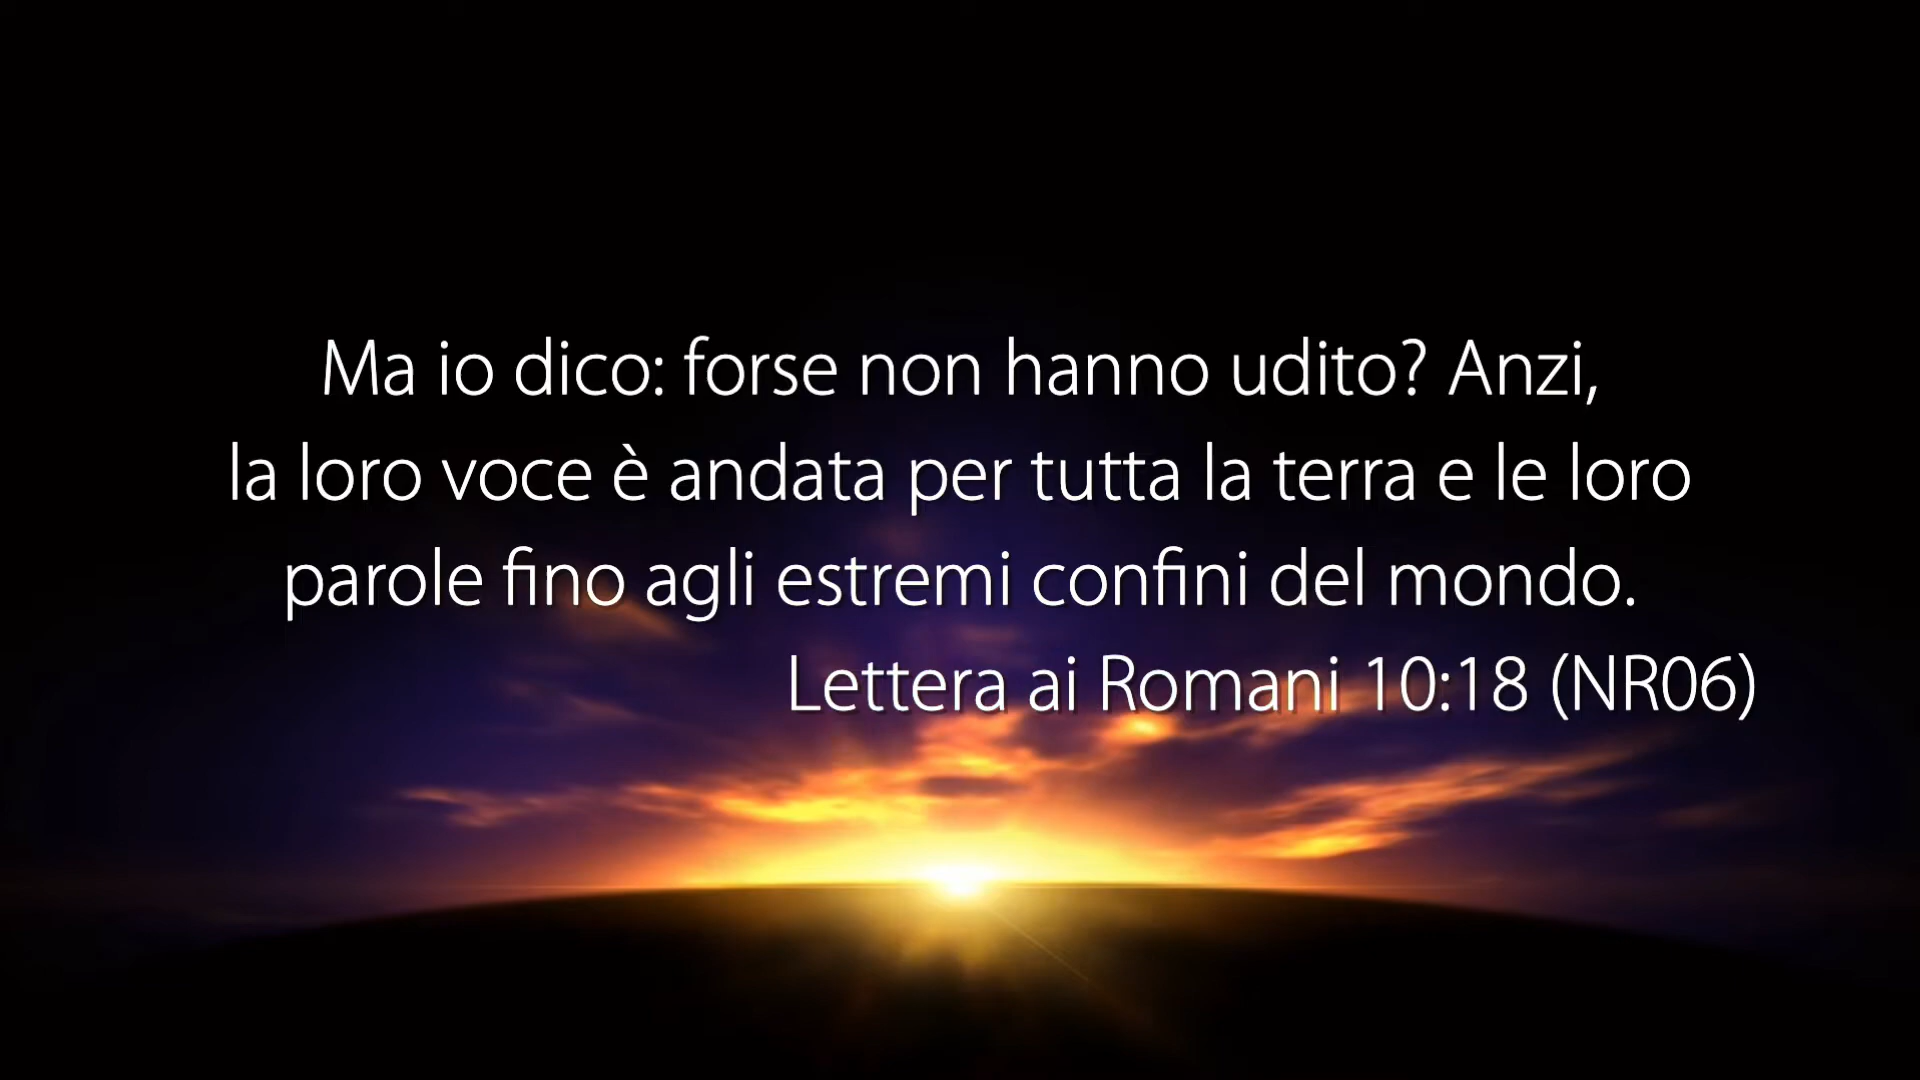 Ma io dico: forse non hanno udito? Anzi,
la loro voce è andata per tutta la terra e le loro
parole fino agli estremi confini del mondo.
Lettera ai Romani 10:18 (NR06)